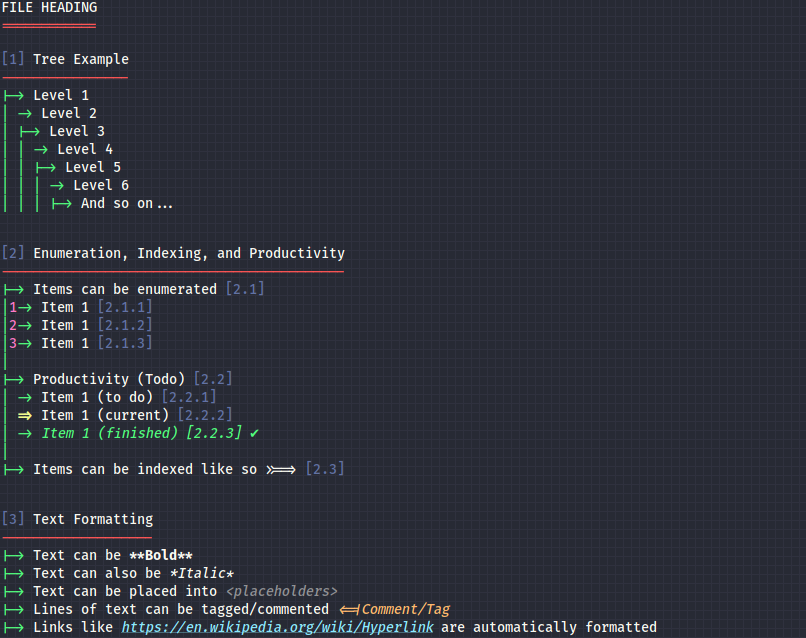 FILE HEADING
============
[1] Tree Example
----------------
|--> Level 1
| -> Level 2
| |--> Level 3
| | -> Level 4
| | |--> Level 5
| | | -> Level 6
| | | |--> And so on...
[2] Enumeration, Indexing, and Productivity
-------------------------------------------
|--> Items can be enumerated [2.1]
|1-> Item 1 [2.1.1]
|2-> Item 1 [2.1.2]
|3-> Item 1 [2.1.3]
|
|--> Productivity (Todo) [2.2]
| -> Item 1 (to do) [2.2.1]
| => Item 1 (current) [2.2.2]
| -> Item 1 (finished) [2.2.3] ✔
|
|--> Items can be indexed like so >>==> [2.3]
[3] Text Formatting
-------------------
|--> Text can be **Bold**
|--> Text can also be *Italic*
|--> Text can be placed into <placeholders>
|--> Lines of text can be tagged/commented <==|Comment/Tag
|--> Links like https://en.wikipedia.org/wiki/Hyperlink are automatically formatted